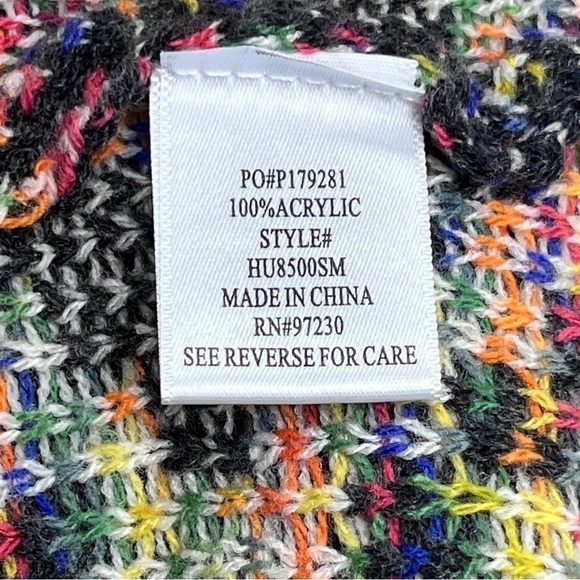 PO#P179281
100%ACRYLIC
STYLE#
HU8500SM
MADE IN CHINA
RN#97230
SEE REVERSE FOR CARE